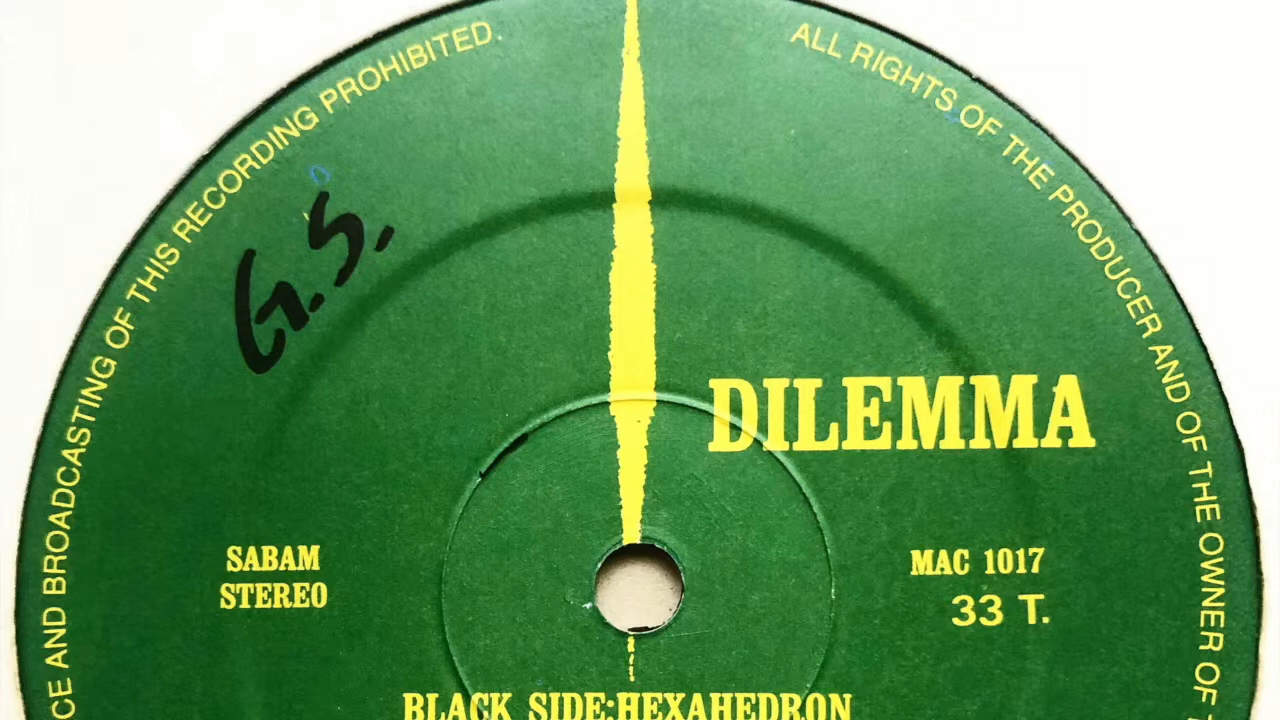 ALL RIGHTS OF THE PRODUCER AND OF THE OWNER OF
CE AND BROADCASTING OF THIS RECORDING PROHIBITED.
G.S.
DILEMMA
SABAM
STEREO
MAC 1017
33 T.
BLACK SIDE:HEXAHEDRON